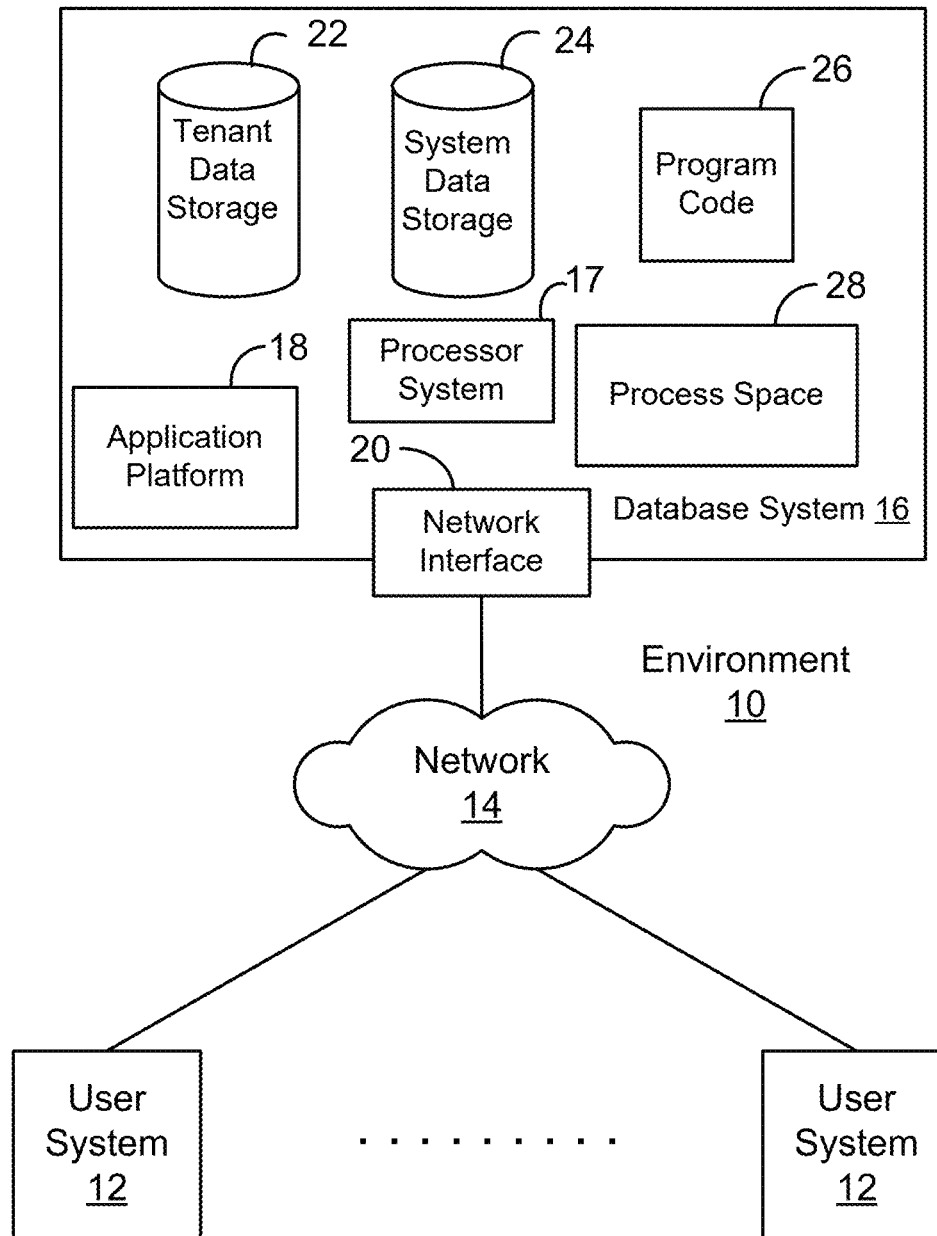 22
24
26
Tenant
Data
Storage
System
Data
Storage
Program
Code
17
28
18
Processor
System
Process Space
Application
Platform
20
Network
Interface
Database System 16
Environment
10
Network
14
User
System
12
. . . . . . . . . .
User
System
12